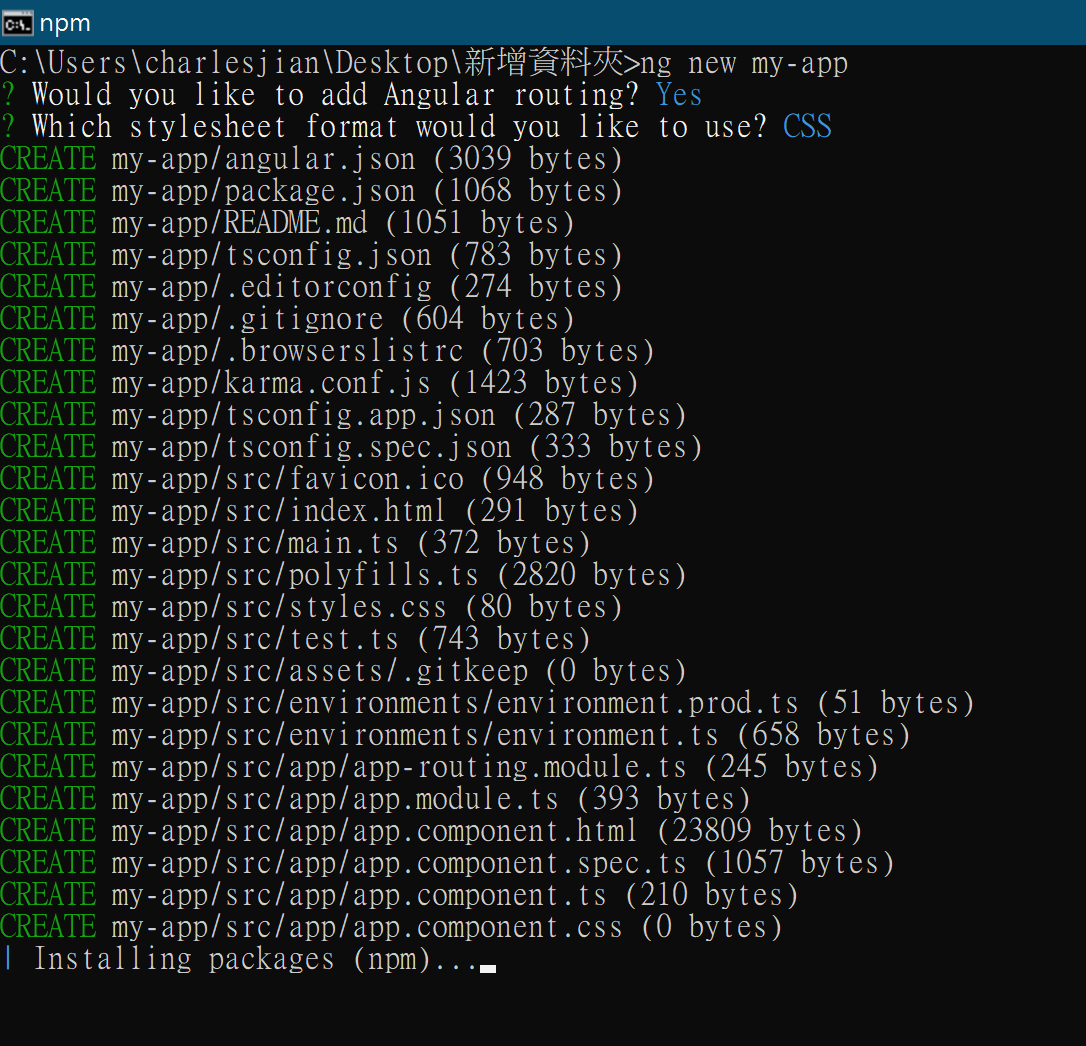 npm
C:\Users\charlesjian\Desktop\新增資料夾>ng new my-app
? Would you like to add Angular routing? Yes
? Which stylesheet format would you like to use? CSS
CREATE my-app/angular.json (3039 bytes)
CREATE my-app/package.json (1068 bytes)
CREATE my-app/README.md (1051 bytes)
CREATE my-app/tsconfig.json (783 bytes)
CREATE my-app/.editorconfig (274 bytes)
CREATE my-app/.gitignore (604 bytes)
CREATE my-app/.browserslistrc (703 bytes)
CREATE my-app/karma.conf.js (1423 bytes)
CREATE my-app/tsconfig.app.json (287 bytes)
CREATE my-app/tsconfig.spec.json (333 bytes)
CREATE my-app/src/favicon.ico (948 bytes)
CREATE my-app/src/index.html (291 bytes)
CREATE my-app/src/main.ts (372 bytes)
CREATE my-app/src/polyfills.ts (2820 bytes)
CREATE my-app/src/styles.css (80 bytes)
CREATE my-app/src/test.ts (743 bytes)
CREATE my-app/src/assets/.gitkeep (0 bytes)
CREATE my-app/src/environments/environment.prod.ts (51 bytes)
CREATE my-app/src/environments/environment.ts (658 bytes)
CREATE my-app/src/app/app-routing.module.ts (245 bytes)
CREATE my-app/src/app/app.module.ts (393 bytes)
CREATE my-app/src/app/app.component.html (23809 bytes)
CREATE my-app/src/app/app.component.spec.ts (1057 bytes)
CREATE my-app/src/app/app.component.ts (210 bytes)
CREATE my-app/src/app/app.component.css (0 bytes)
| Installing packages (npm)...